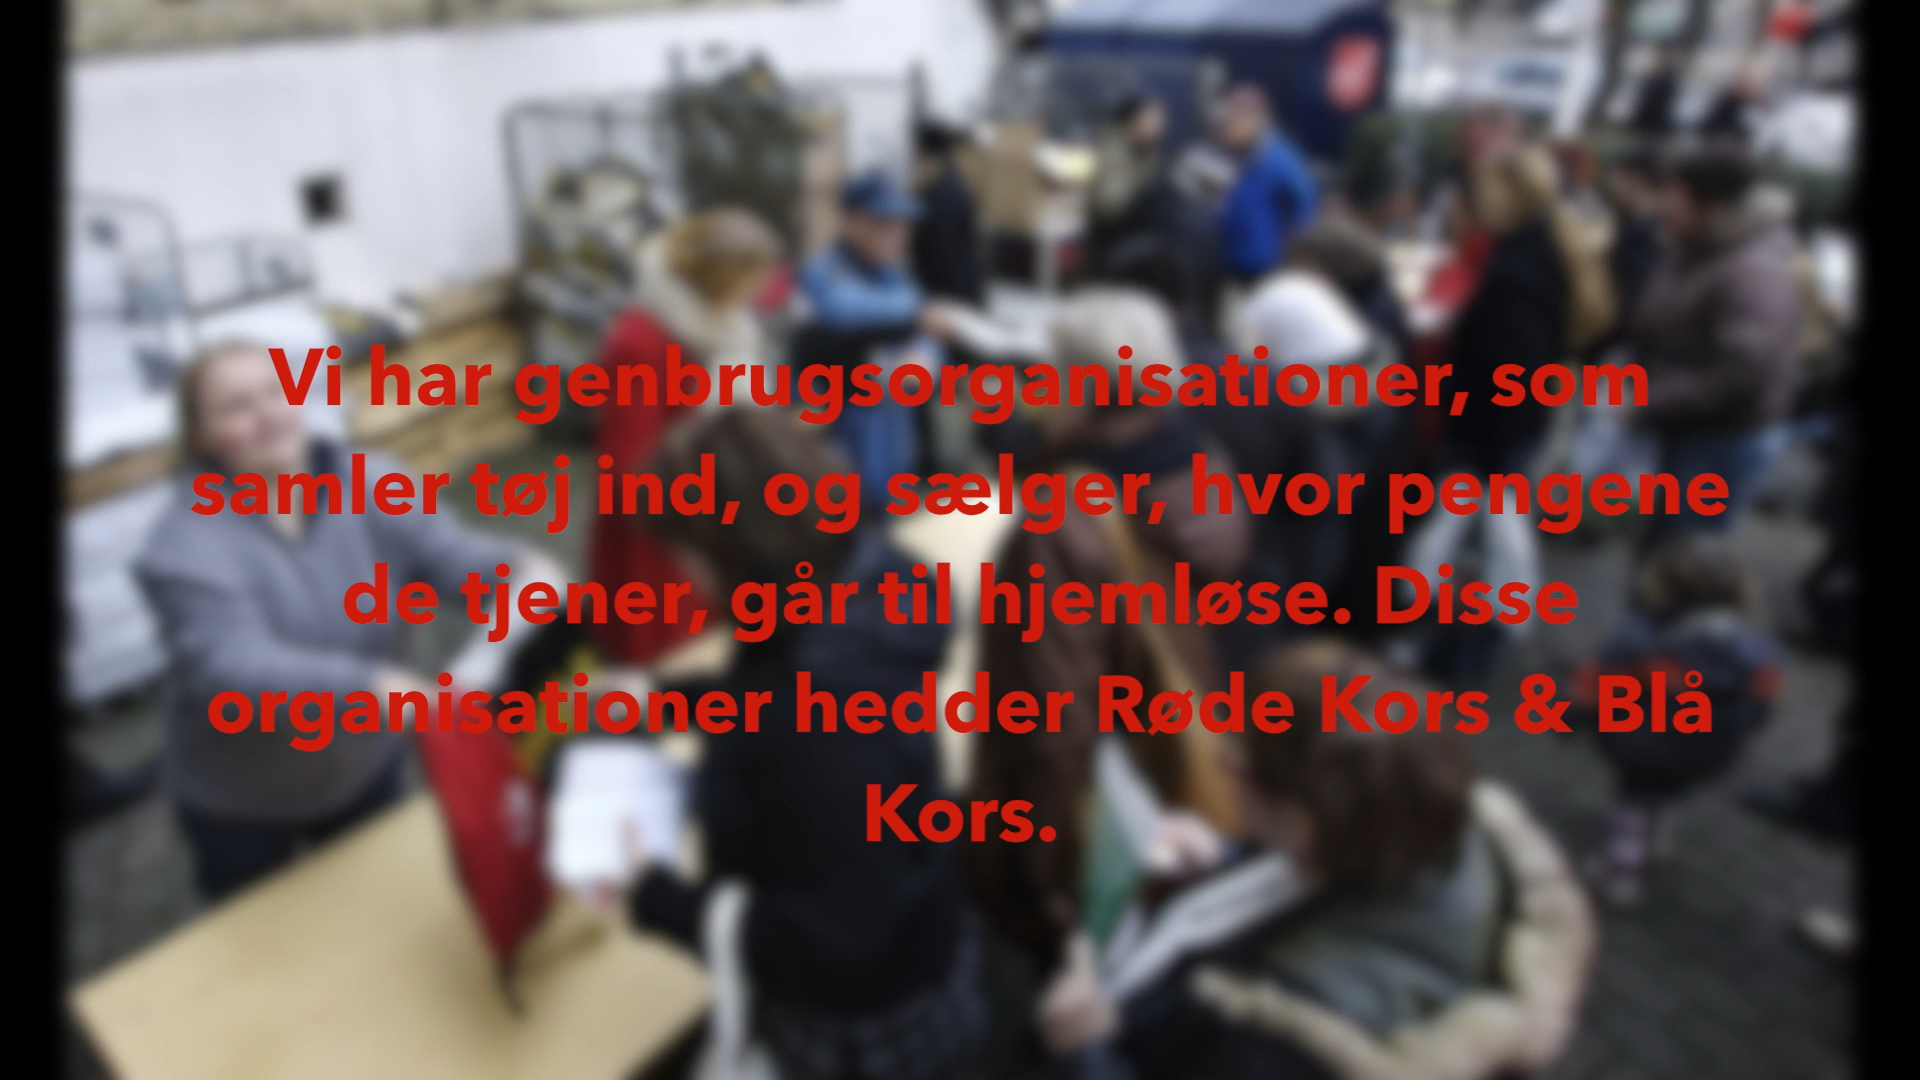 Vi har genbrugsorganisationer, som
samler tøj ind, og sælger, hvor pengene
de tjener, går til hjemløse. Disse
organisationer hedder Røde Kors & Blå
Kors.